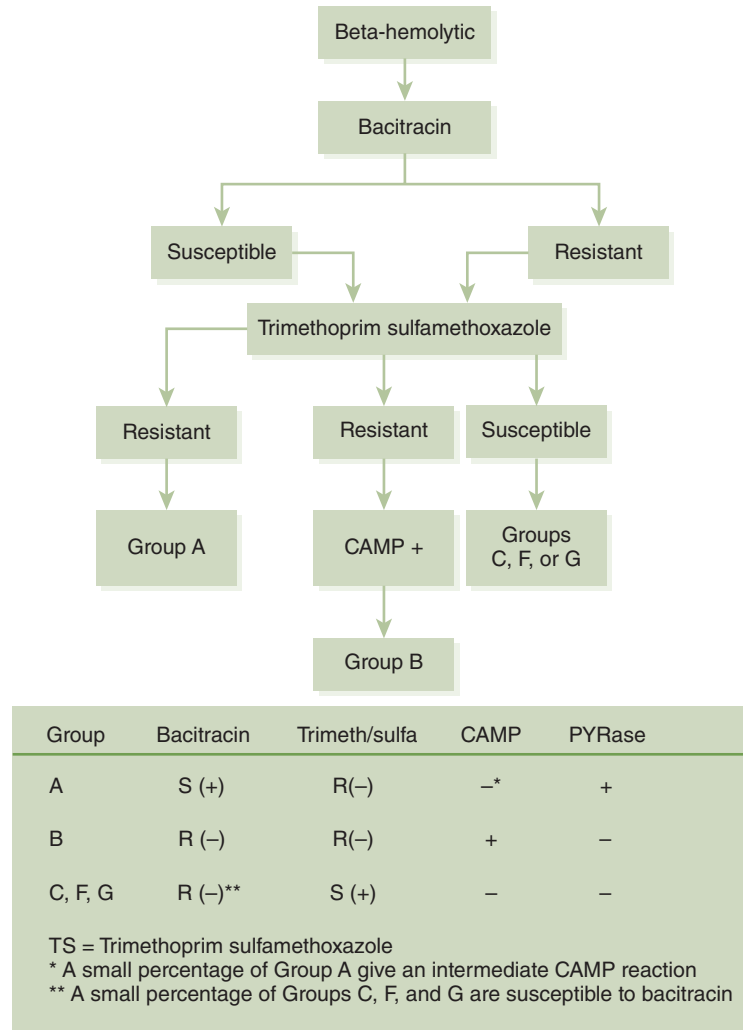 Beta-hemolytic
Bacitracin
Susceptible
Resistant
Trimethoprim sulfamethoxazole
Resistant
Resistant
Susceptible
Group A
CAMP +
Groups
C, F, or G
Group B
Group Bacitracin Trimeth/sulfa CAMP PYRase
A S (+) R(–) –* +
B R (–) R(–) + –
C, F, G R (–)** S (+) – –
TS = Trimethoprim sulfamethoxazole
* A small percentage of Group A give an intermediate CAMP reaction
** A small percentage of Groups C, F, and G are susceptible to bacitracin